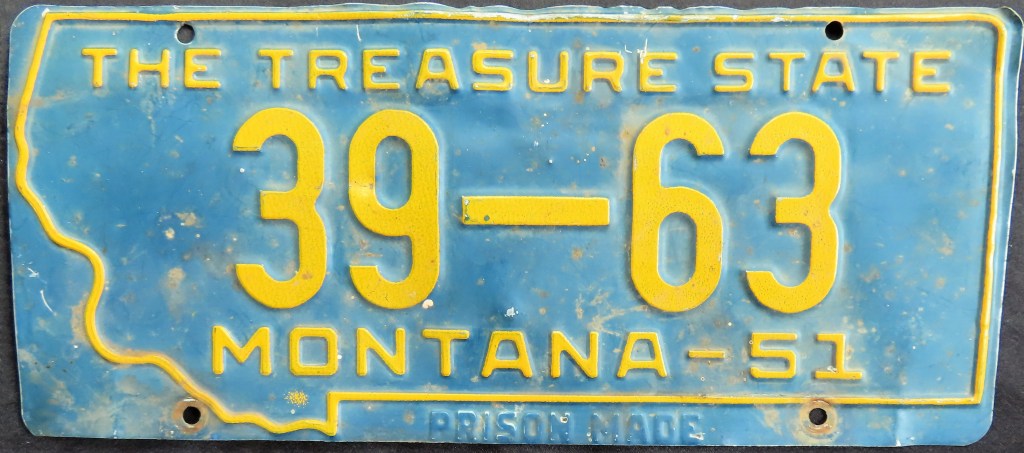 THE TREASURE STATE
39-63
MONTANA-51
PRISON MADE